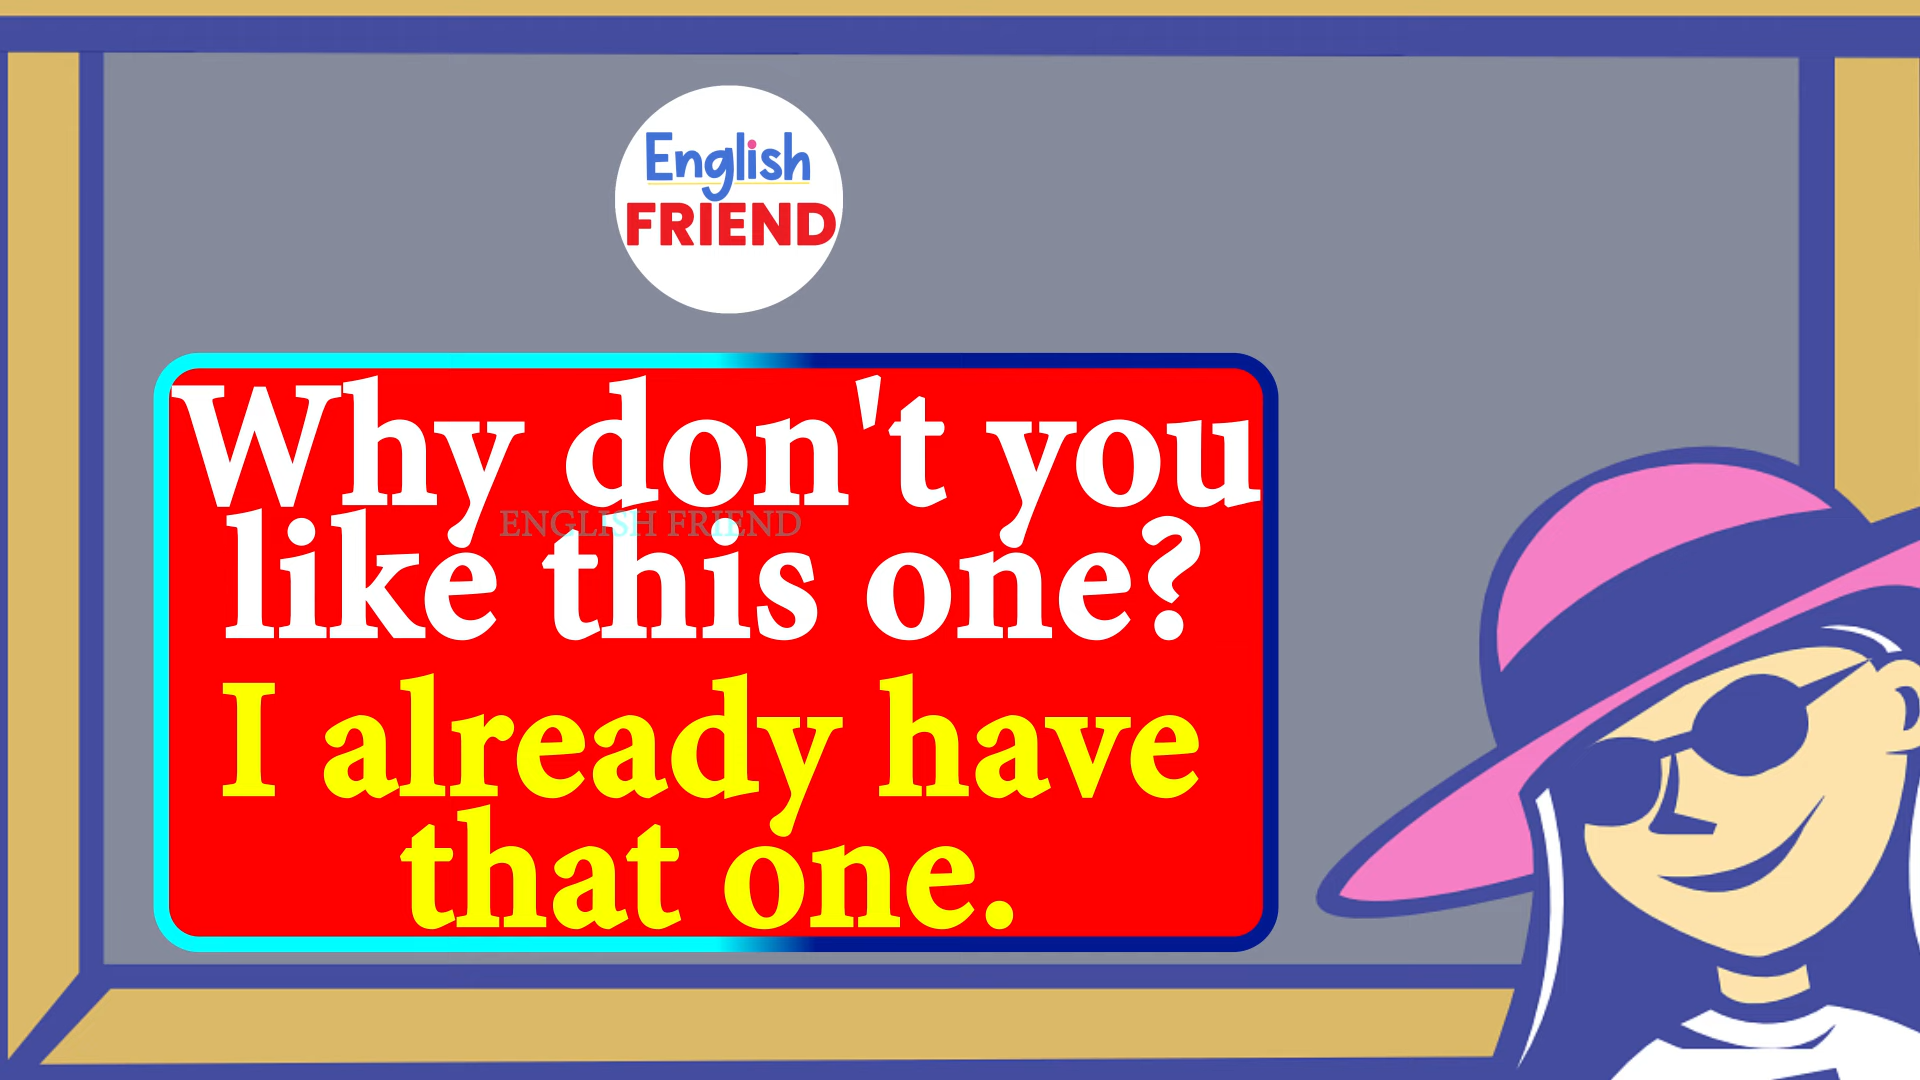 English
FRIEND
Why don't you
ENGLISH FRIEND
like this one?
I already have
that one.